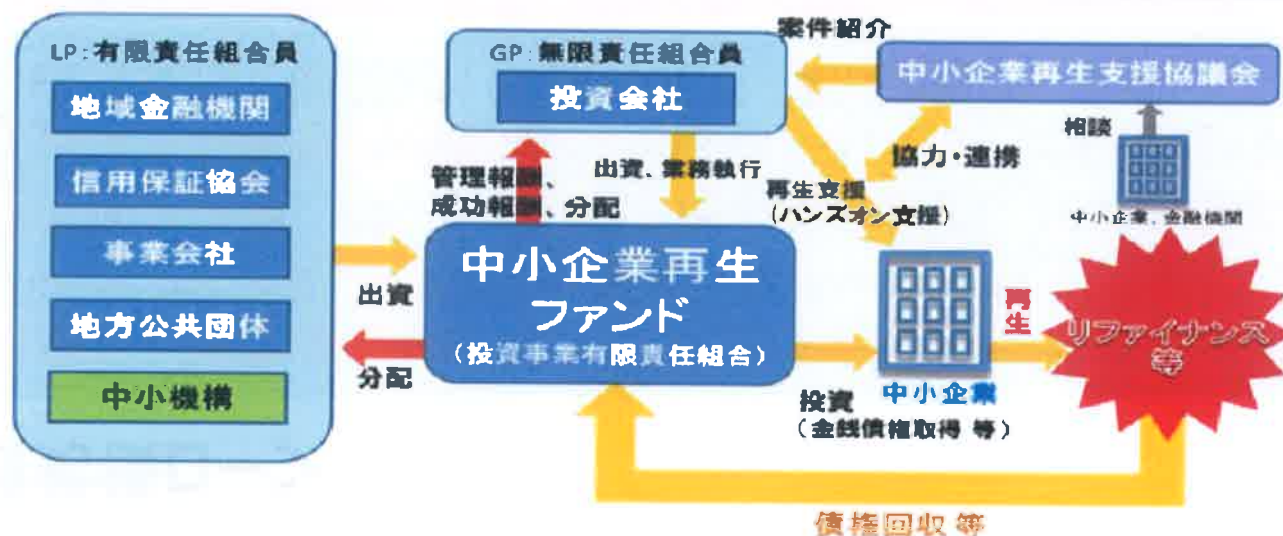 LP:有限責任組合員
地域金融機関
信用保証協会
事業会社
地方公共団体
中小機構
出資
分配
GP:無限責任組合員
投資会社
管理報酬、
成功報酬、分配
出資、業務執行
中小企業再生
ファンド
(投資事業有限責任組合)
案件紹介
中小企業再生支援協議会
協力・連携
相談
中小企業、金融機関
再生支援
(ハンズオン支援)
中小企業
投資
(金銭債権取得 等)
再生
リファイナンス
等
債権回収 等